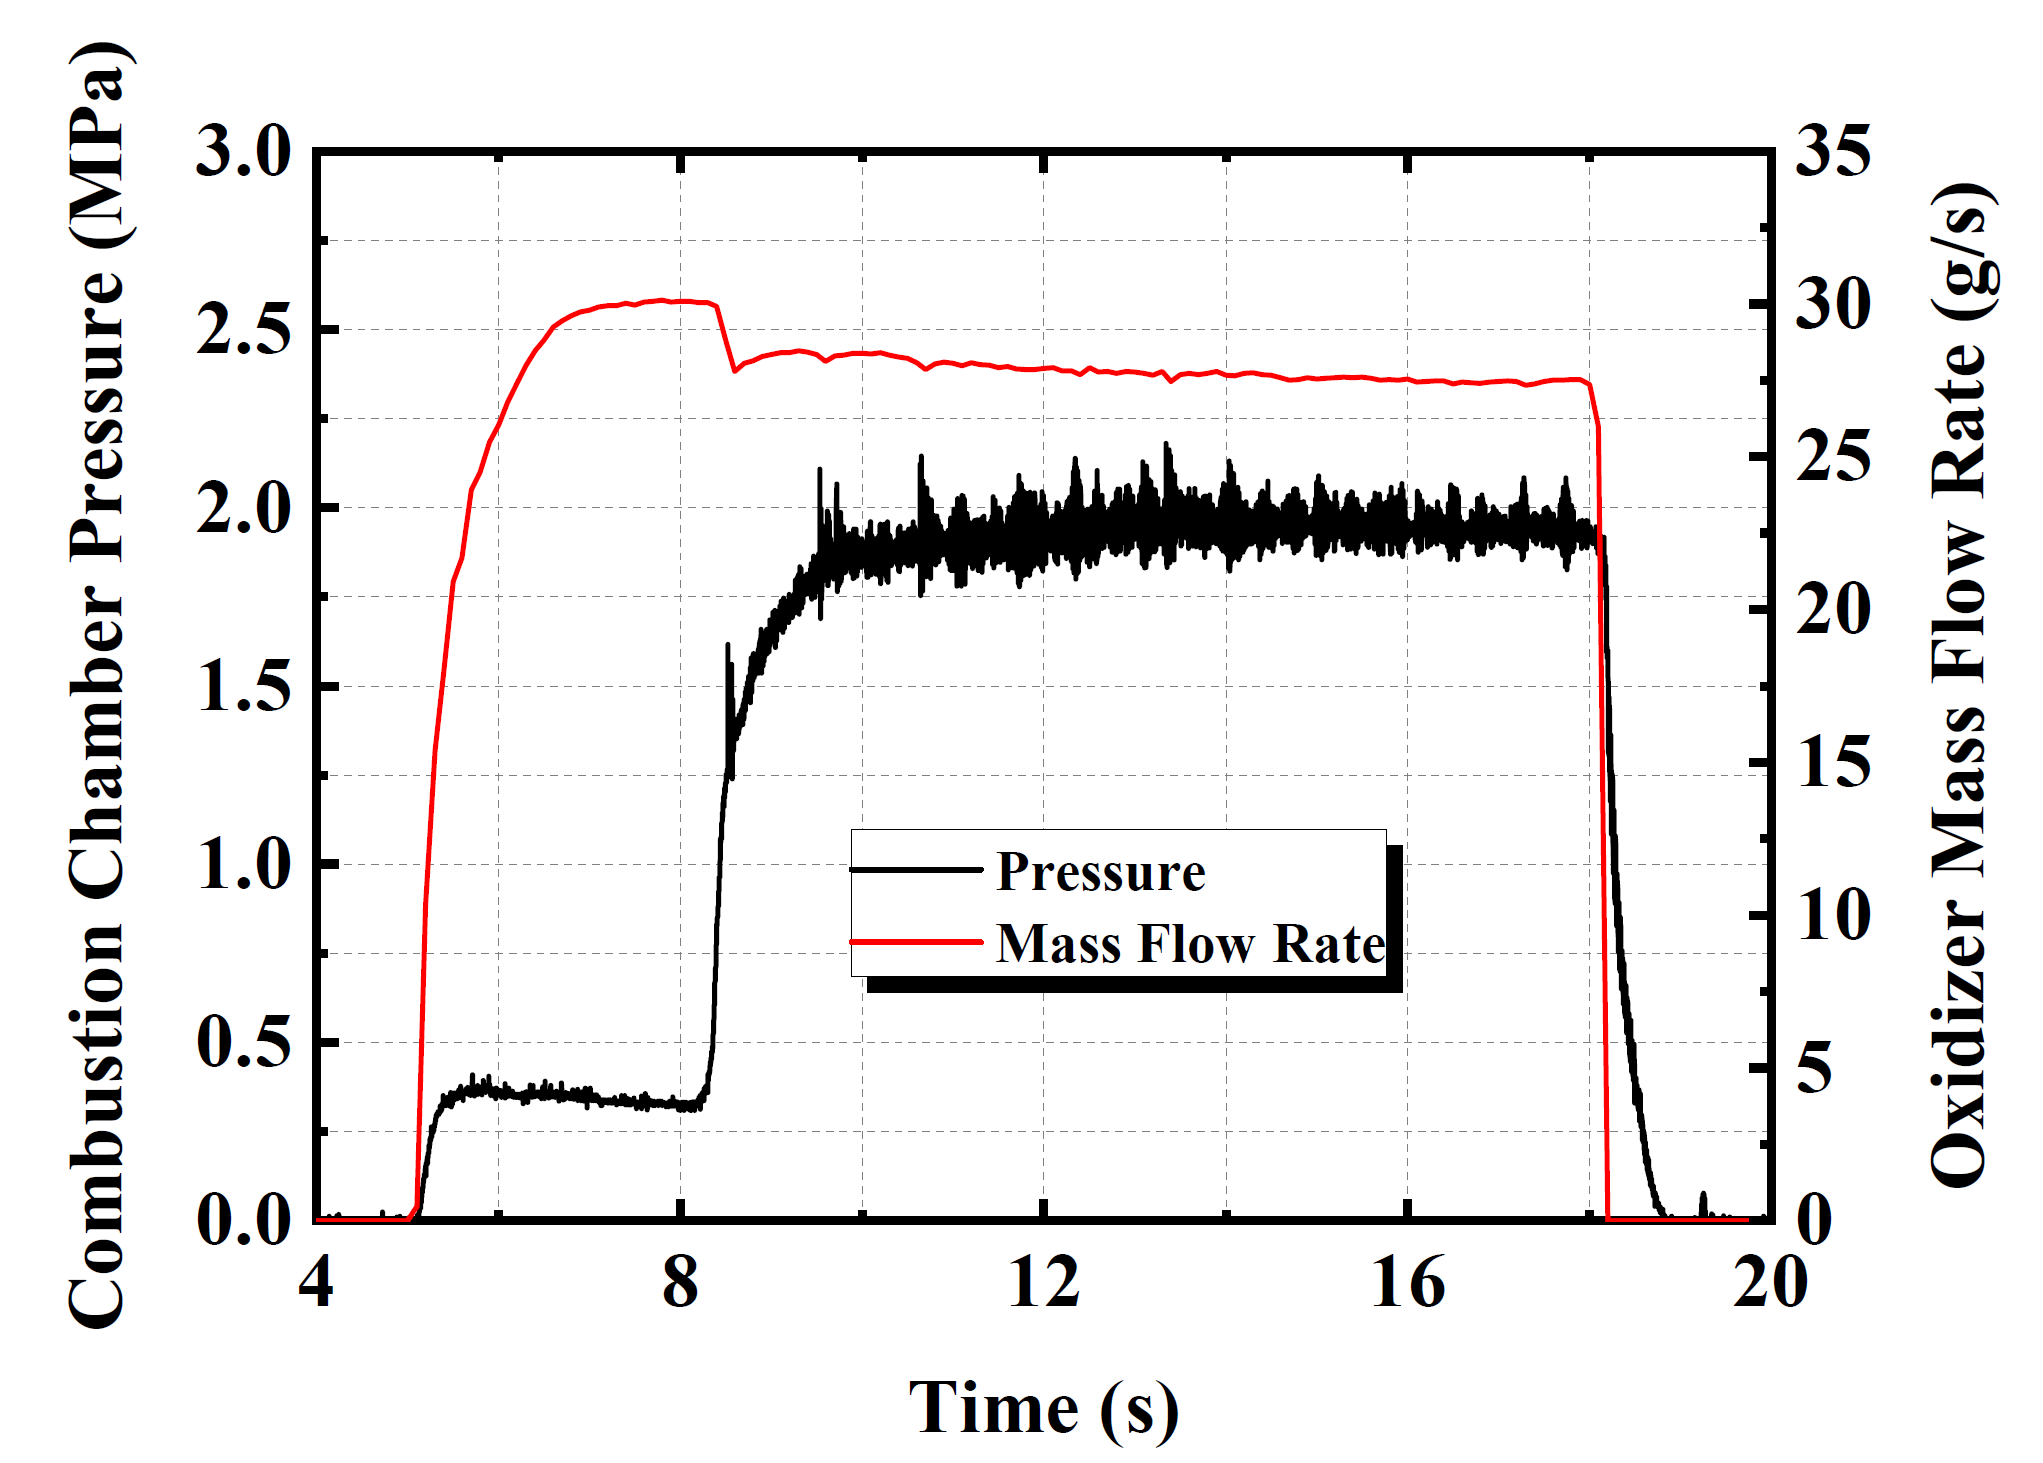 Combustion Chamber Pressure (MPa)
3.0
2.5
2.0
1.5
1.0
0.5
0.0
Pressure
Mass Flow Rate
35
30
25
20
15
10
5
0
Oxidizer Mass Flow Rate (g/s)
4 8 12 16 20
Time (s)